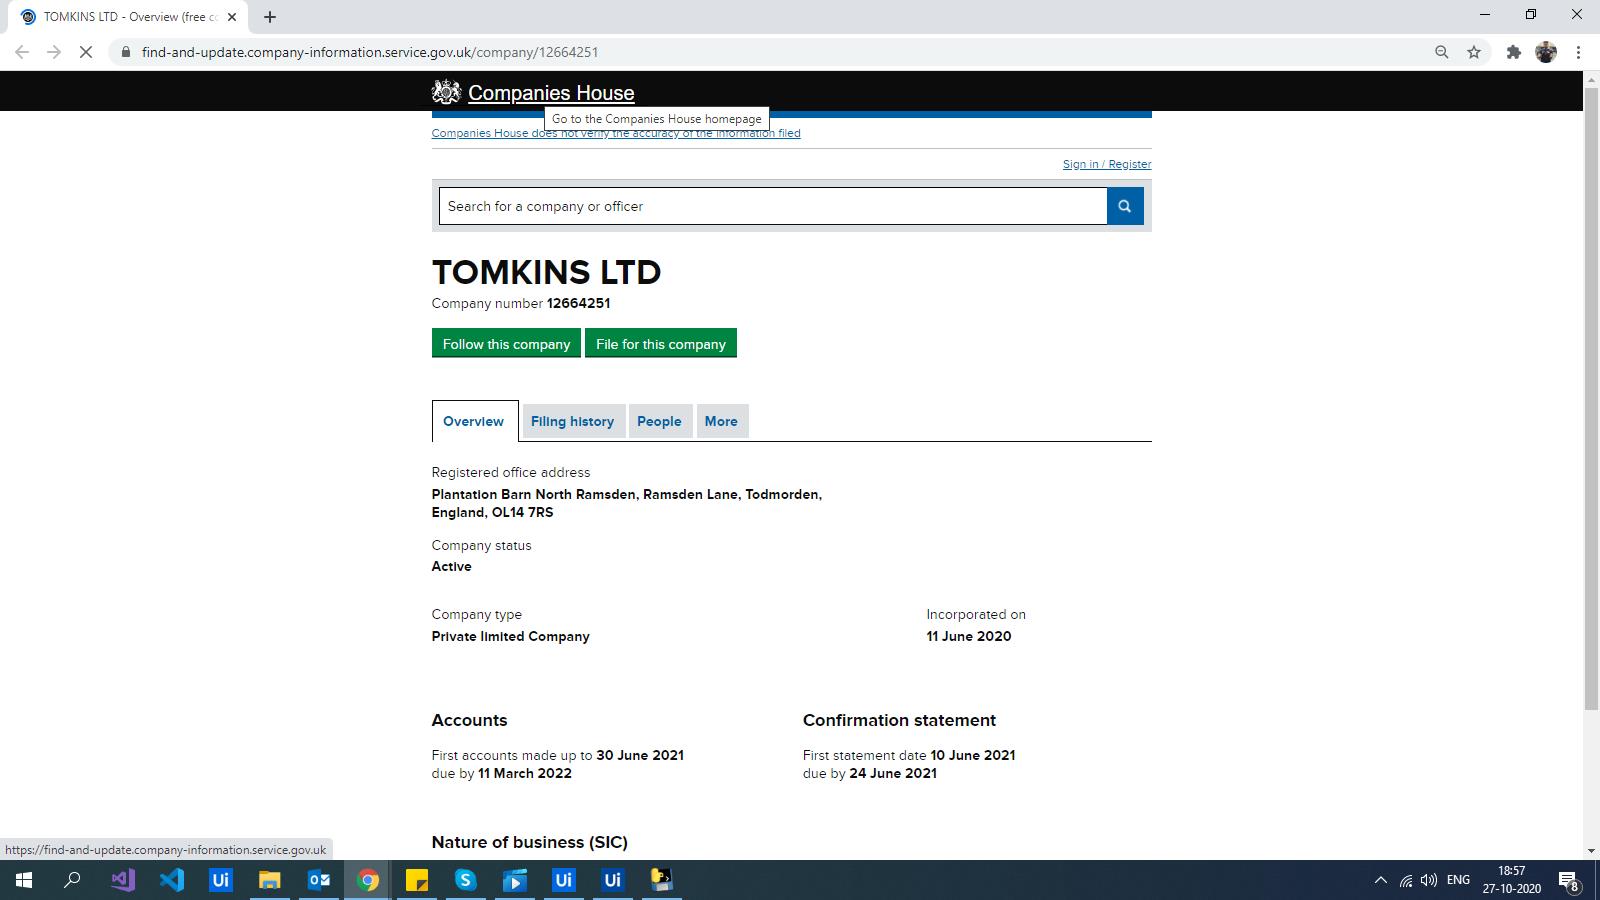 TOMKINS LTD - Overview (free co
find-and-update.company-information.service.gov.uk/company/12664251
Companies House
Go to the Companies House homepage
Companies House does not verify the accuracy of the information filed
Sign in / Register
Search for a company or officer
TOMKINS LTD
Company number 12664251
Follow this company File for this company
Overview Filing history People More
Registered office address
Plantation Barn North Ramsden, Ramsden Lane, Todmorden,
England, OL14 7RS
Company status
Active
Company type Incorporated on
Private limited Company 11 June 2020
Accounts Confirmation statement
First accounts made up to 30 June 2021 First statement date 10 June 2021
due by 11 March 2022 due by 24 June 2021
Nature of business (SIC)
https://find-and-update.company-information.service.gov.uk
Ui Ui Ui
ENG 18:57
27-10-2020 8